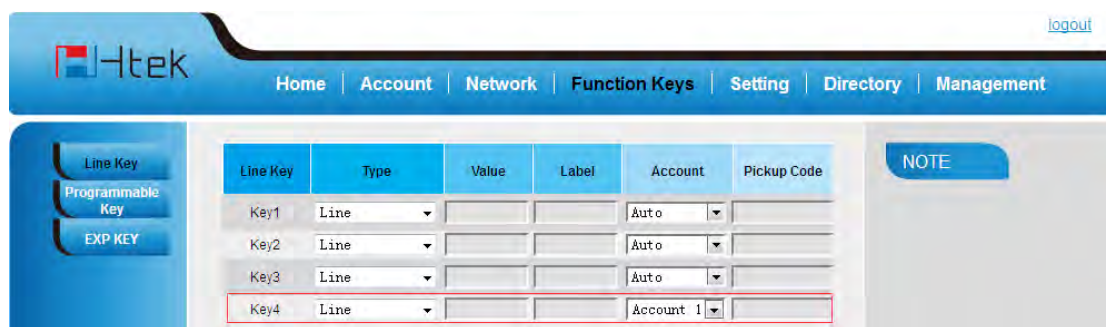 logout
Htek
Home | Account | Network | Function Keys | Setting | Directory | Management
Line Key
Programmable Key
EXP KEY
Line Key Type Value Label Account Pickup Code
Key1 Line Auto
Key2 Line Auto
Key3 Line Auto
Key4 Line Account 1
NOTE